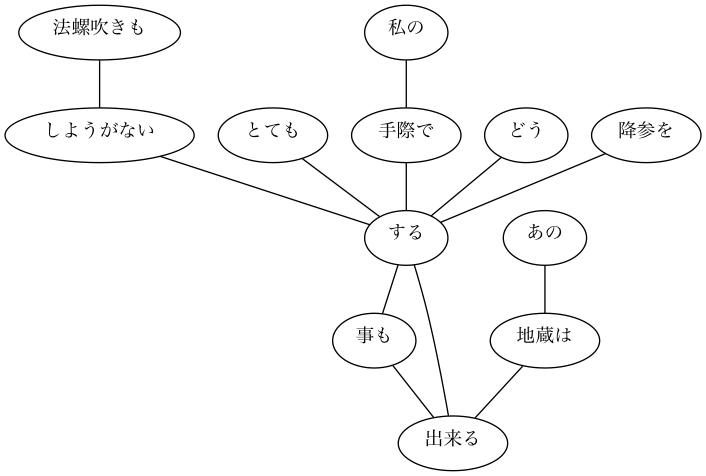 法螺吹きも
私の
しようがない
とても
手際で
どう
降参を
する
あの
事も
地蔵は
出来る